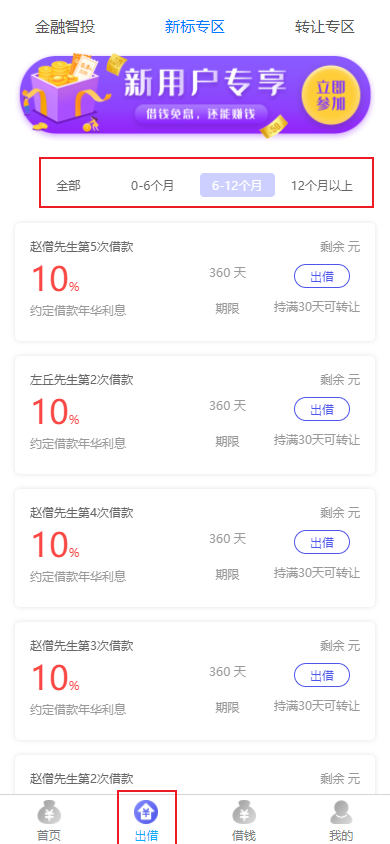 金融智投 新标专区 转让专区
新用户专享
立即
参加
借钱免息，还能赚钱
全部 0-6个月 6-12个月 12个月以上
赵僧先生第5次借款 剩余 元
10% 360 天 出借
约定借款年华利息 期限 持满30天可转让
左丘先生第2次借款 剩余 元
10% 360 天 出借
约定借款年华利息 期限 持满30天可转让
赵僧先生第4次借款 剩余 元
10% 360 天 出借
约定借款年华利息 期限 持满30天可转让
赵僧先生第3次借款 剩余 元
10% 360 天 出借
约定借款年华利息 期限 持满30天可转让
赵僧先生第2次借款 剩余 元
首页 出借 借钱 我的